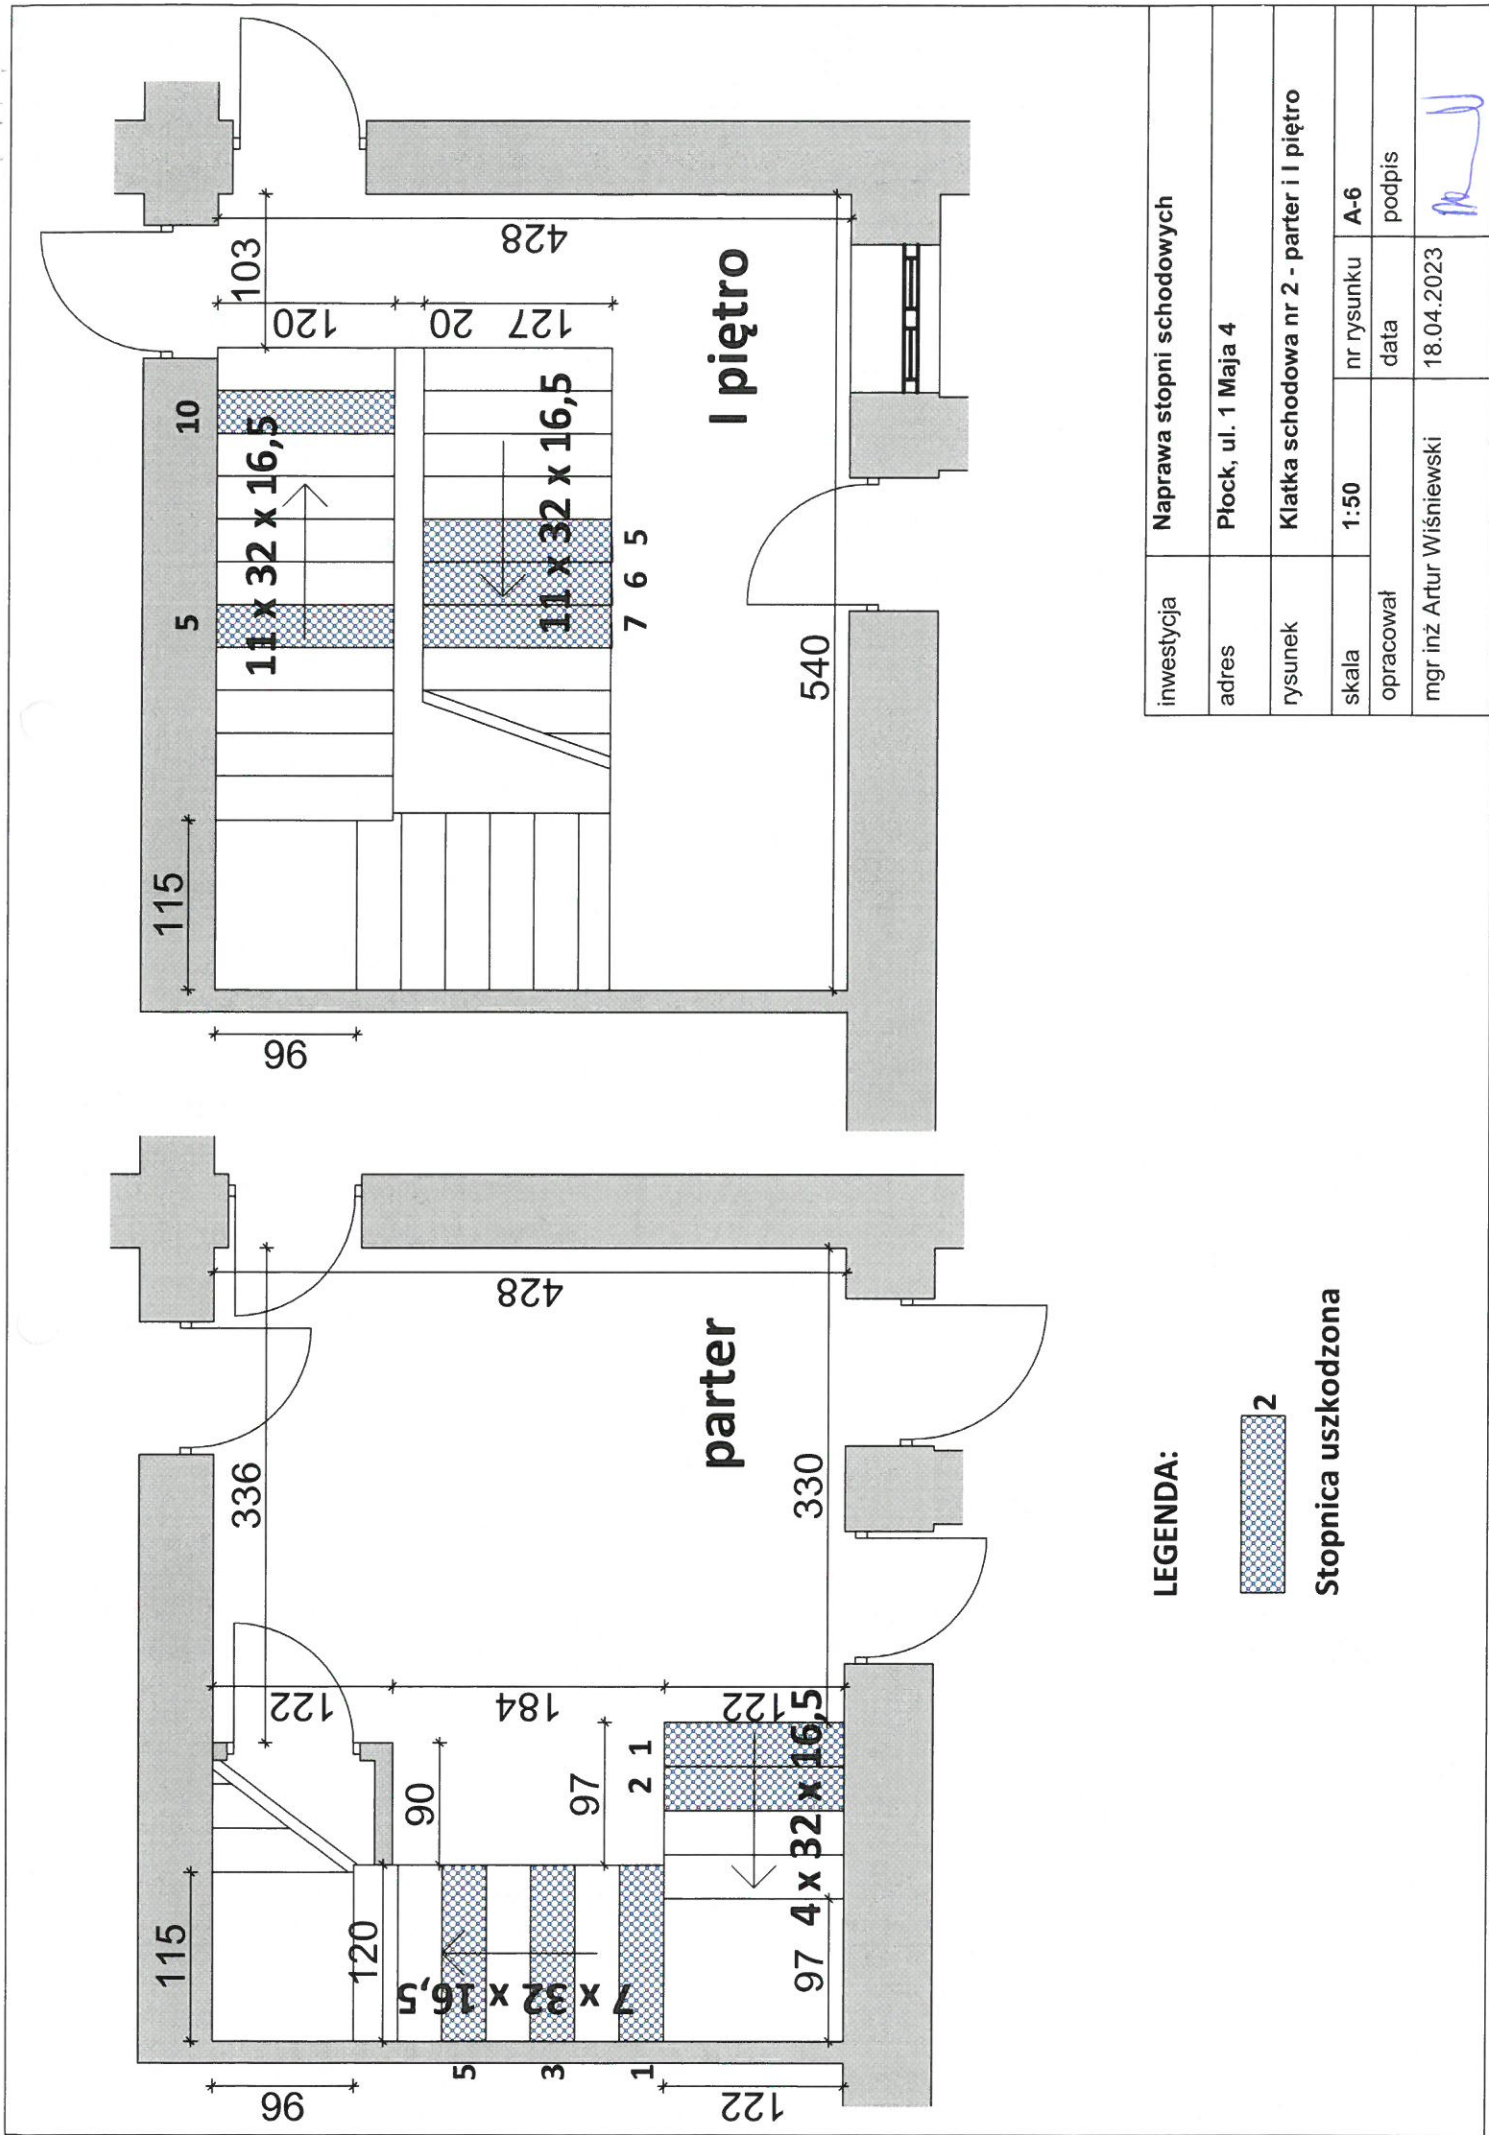 115
96
336
122
428
90
184
97
120
7 x 32 x 16,5
5
3
1
2 1
122
4 x 32 x 16,5
97
122
330
parter
115
96
5
10
11 x 32 x 16,5
103
120
20
127
428
11 x 32 x 16,5
7 6 5
540
I piętro
LEGENDA:
2
Stopnica uszkodzona
inwestycja Naprawa stopni schodowych
adres Płock, ul. 1 Maja 4
rysunek Klatka schodowa nr 2 - parter i I piętro
skala 1:50 nr rysunku A-6
opracował data podpis
mgr inż Artur Wiśniewski 18.04.2023